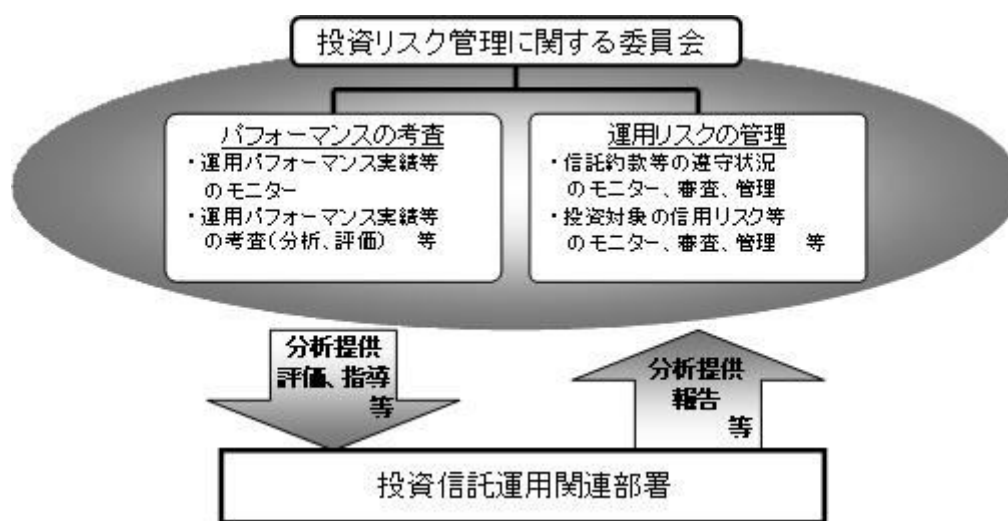 投資リスク管理に関する委員会
パフォーマンスの考査
・運用パフォーマンス実績等
のモニター
・運用パフォーマンス実績等
の考査(分析、評価) 等
運用リスクの管理
・信託約款等の遵守状況
のモニター、審査、管理
・投資対象の信用リスク等
のモニター、審査、管理 等
分析提供
評価、指導
等
分析提供
報告
等
投資信託運用関連部署